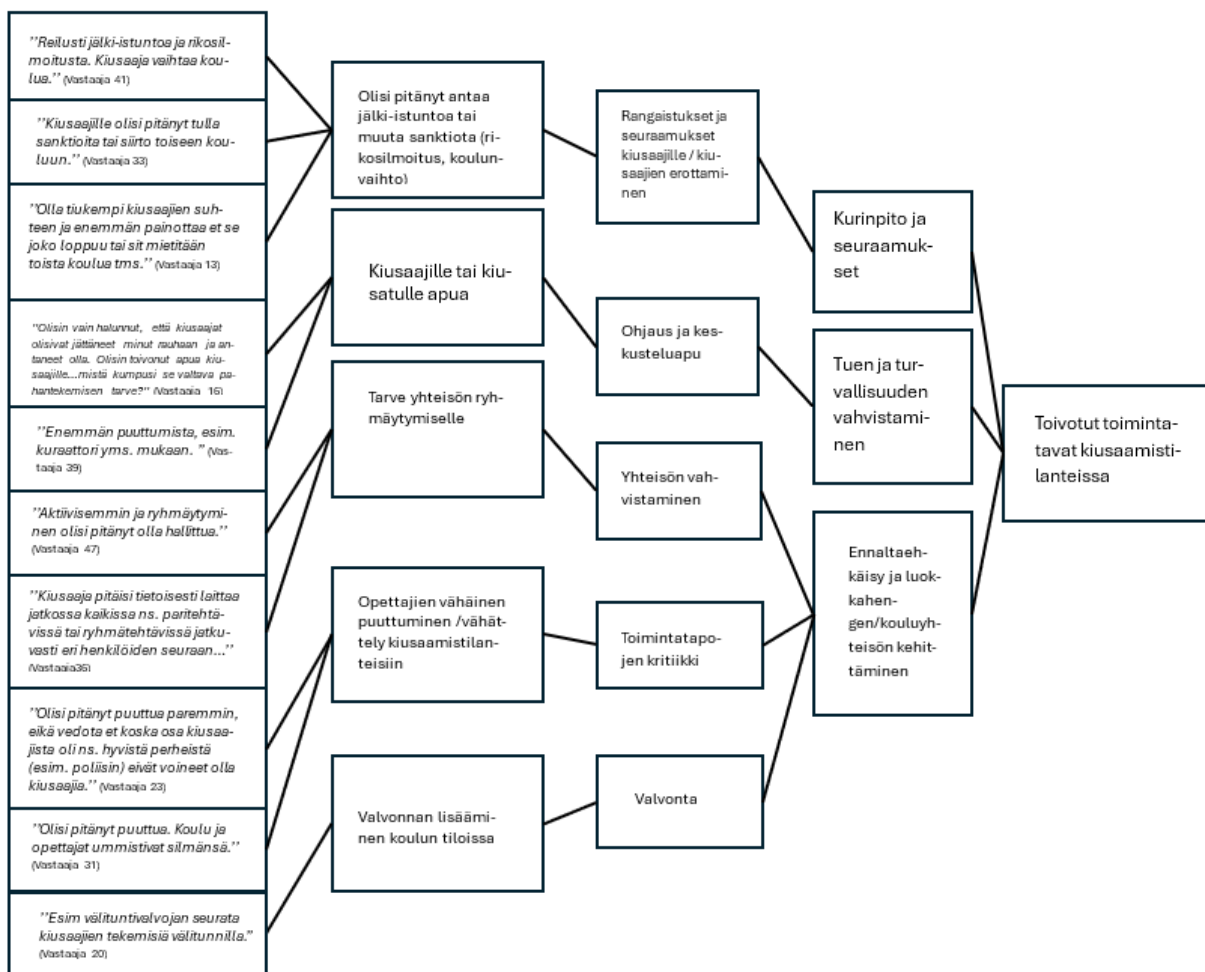 ’’Reilusti jälki-istuntoa ja rikosil-
moitusta. Kiusaaja vaihtaa kou-
lua.’’ (Vastaaja 41)
’’Kiusaajille olisi pitänyt tulla
sanktioita tai siirto toiseen kou-
luun.’’ (Vastaaja 33)
’’Olla tiukempi kiusaajien suh-
teen ja enemmän painottaa et se
joko loppuu tai sit mietitään
toista koulua tms.’’ (Vastaaja 13)
’’Olisin vain halunnut, että kiusaajat
olisivat jättäneet minut rauhaan ja an-
taneet olla. Olisin toivonut apua kiu-
saajille...mistä kumpusi se valtava pa-
hantekemisen tarve?’’ (Vastaaja 16)
’’Enemmän puuttumista, esim.
kuraattori yms. mukaan. ’’ (Vas-
taaja 39)
’’Aktiivisemmin ja ryhmäytymi-
nen olisi pitänyt olla hallittua.’’
(Vastaaja 47)
’’Kiusaaja pitäisi tietoisesti laittaa
jatkossa kaikissa ns. paritehtä-
vissä tai ryhmätehtävissä jatku-
vasti eri henkilöiden seuraan...’’
(Vastaaja35)
’’Olisi pitänyt puuttua paremmin,
eikä vedota et koska osa kiusaa-
jista oli ns. hyvistä perheistä
(esim. poliisin) eivät voineet olla
kiusaajia.’’ (Vastaaja 23)
’’Olisi pitänyt puuttua. Koulu ja
opettajat ummistivat silmänsä.’’
(Vastaaja 31)
’’Esim välituntivalvojan seurata
kiusaajien tekemisiä välitunnilla.’’
(Vastaaja 20)
Olisi pitänyt antaa
jälki-istuntoa tai
muuta sanktiota (ri-
kosilmoitus, koulun-
vaihto)
Kiusaajille tai kiu-
satulle apua
Tarve yhteisön ryh-
mäytymiselle
Opettajien vähäinen
puuttuminen /vähät-
tely kiusaamistilan-
teisiin
Valvonnan lisäämi-
nen koulun tiloissa
Rangaistukset ja
seuraamukset
kiusaajille / kiu-
saajien erottami-
nen
Ohjaus ja kes-
kusteluapu
Yhteisön vah-
vistaminen
Toimintatapo-
jen kritiikki
Valvonta
Kurinpito ja
seuraamuk-
set
Tuen ja tur-
vallisuuden
vahvistami-
nen
Ennaltaeh-
käisy ja luok-
kahen-
gen/kouluyh-
teisön kehit-
täminen
Toivotut toiminta-
tavat kiusaamisti-
lanteissa